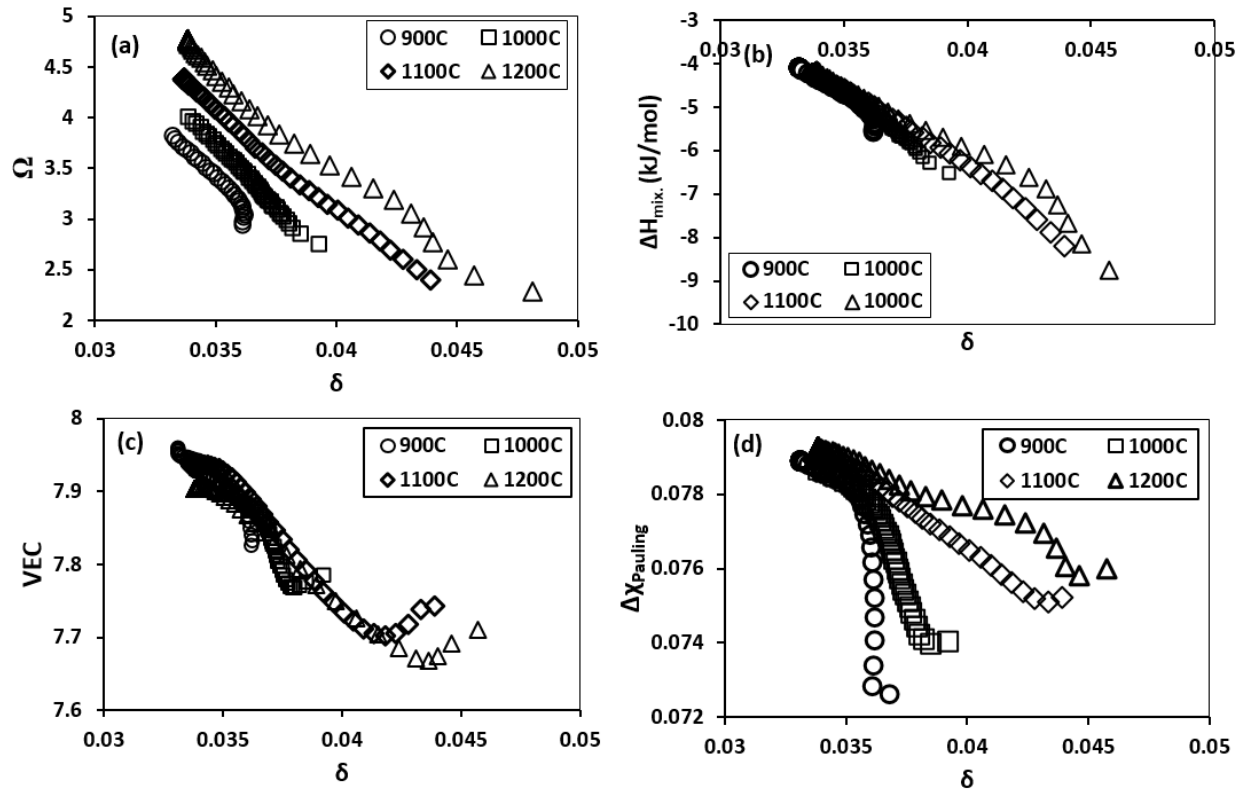 (a)
900C 1000C
1100C 1200C
5
4.5
4
3.5
3
2.5
2
Ω
0.03 0.035 0.04 0.045 0.05
δ
(b)
-3
-4
-5
-6
-7
-8
-9
-10
ΔHmix. (kJ/mol)
0.03 0.035 0.04 0.045 0.05
900C 1000C
1100C 1000C
δ
(c)
900C 1000C
1100C 1200C
8
7.9
7.8
7.7
7.6
VEC
0.03 0.035 0.04 0.045 0.05
δ
(d)
900C 1000C
1100C 1200C
0.08
0.078
0.076
0.074
0.072
ΔχPauling
0.03 0.035 0.04 0.045 0.05
δ